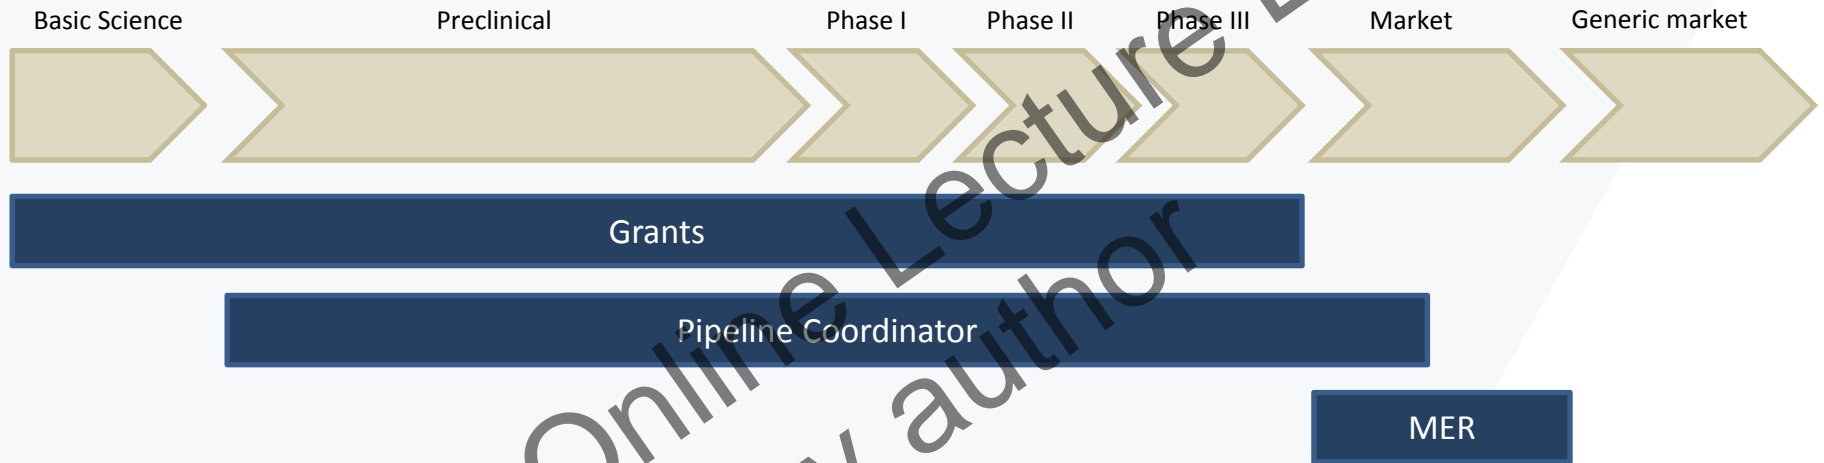 Basic Science Preclinical Phase I Phase II Phase III Market Generic market
Grants
Pipeline Coordinator
MER
Online Lecture
author